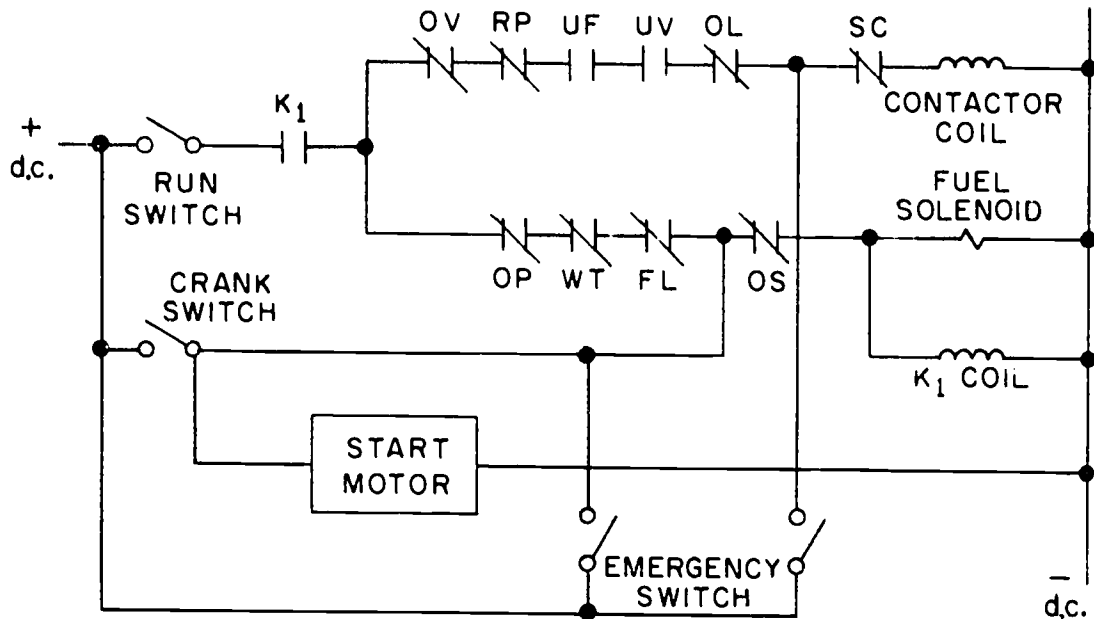 OV RP UF UV OL SC
K1
CONTACTOR
COIL
+
d.c.
RUN
SWITCH
FUEL
SOLENOID
OP WT FL OS
CRANK
SWITCH
K1 COIL
START
MOTOR
EMERGENCY
SWITCH
−
d.c.